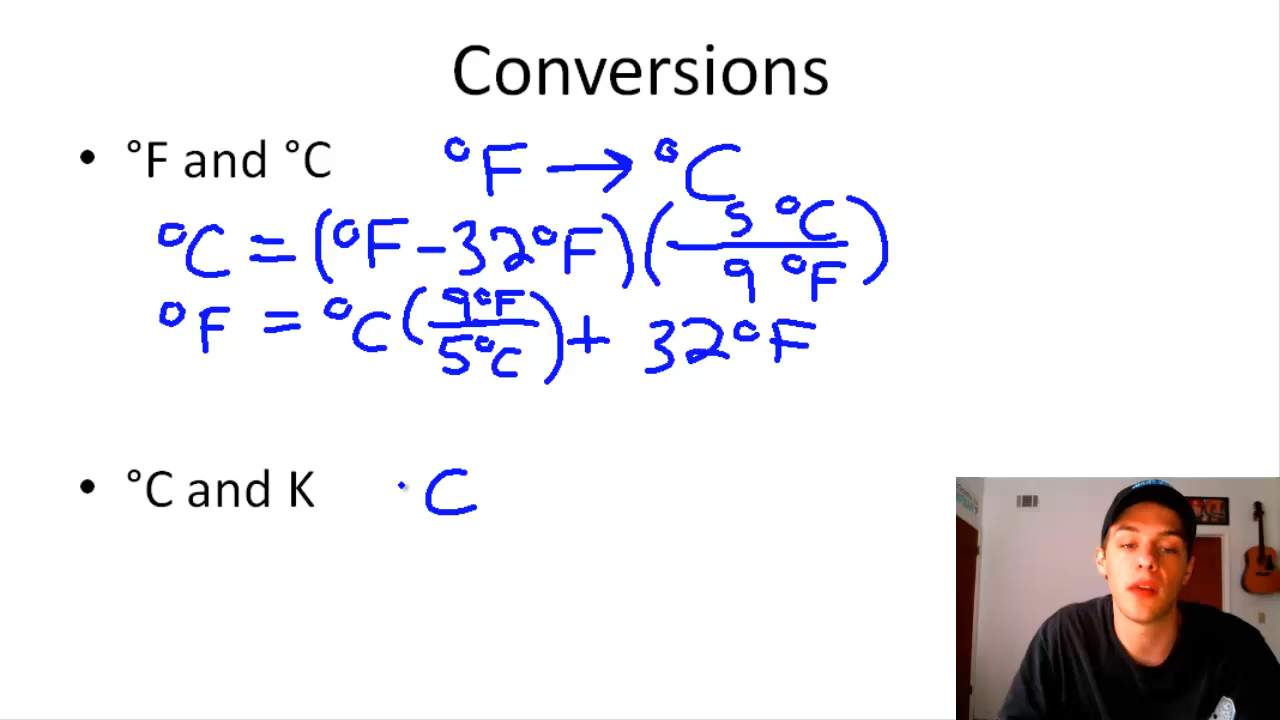 Conversions
• °F and °C °F → °C
°C = (°F - 32°F) (5 °C / 9 °F)
°F = °C (9°F / 5°C) + 32°F
• °C and K · C